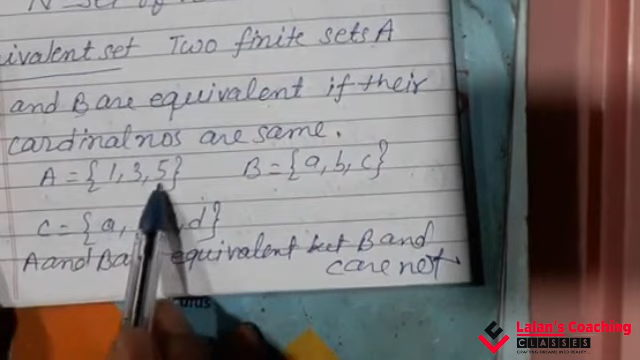 ivalent set Two finite sets A
and B are equivalent if their
cardinal nos are same.
A = {1, 3, 5} B = {a, b, c}
C = {a, , d}
A and B equivalent but B and
C are not
Lalan's Coaching
CLASSES